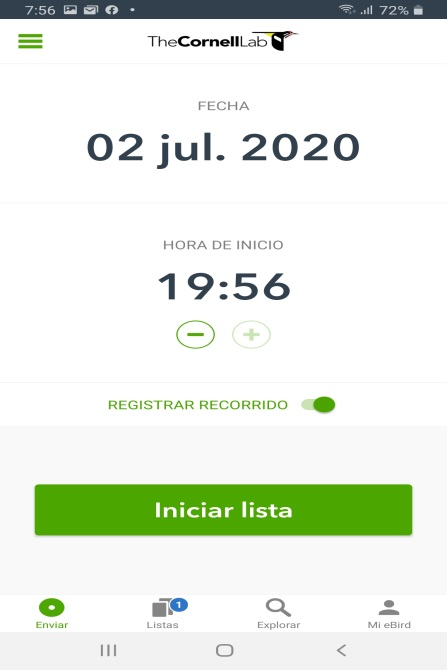 7:56 72%
TheCornellLab
FECHA
02 jul. 2020
HORA DE INICIO
19:56
REGISTRAR RECORRIDO
Iniciar lista
1
Enviar Listas Explorar Mi eBird